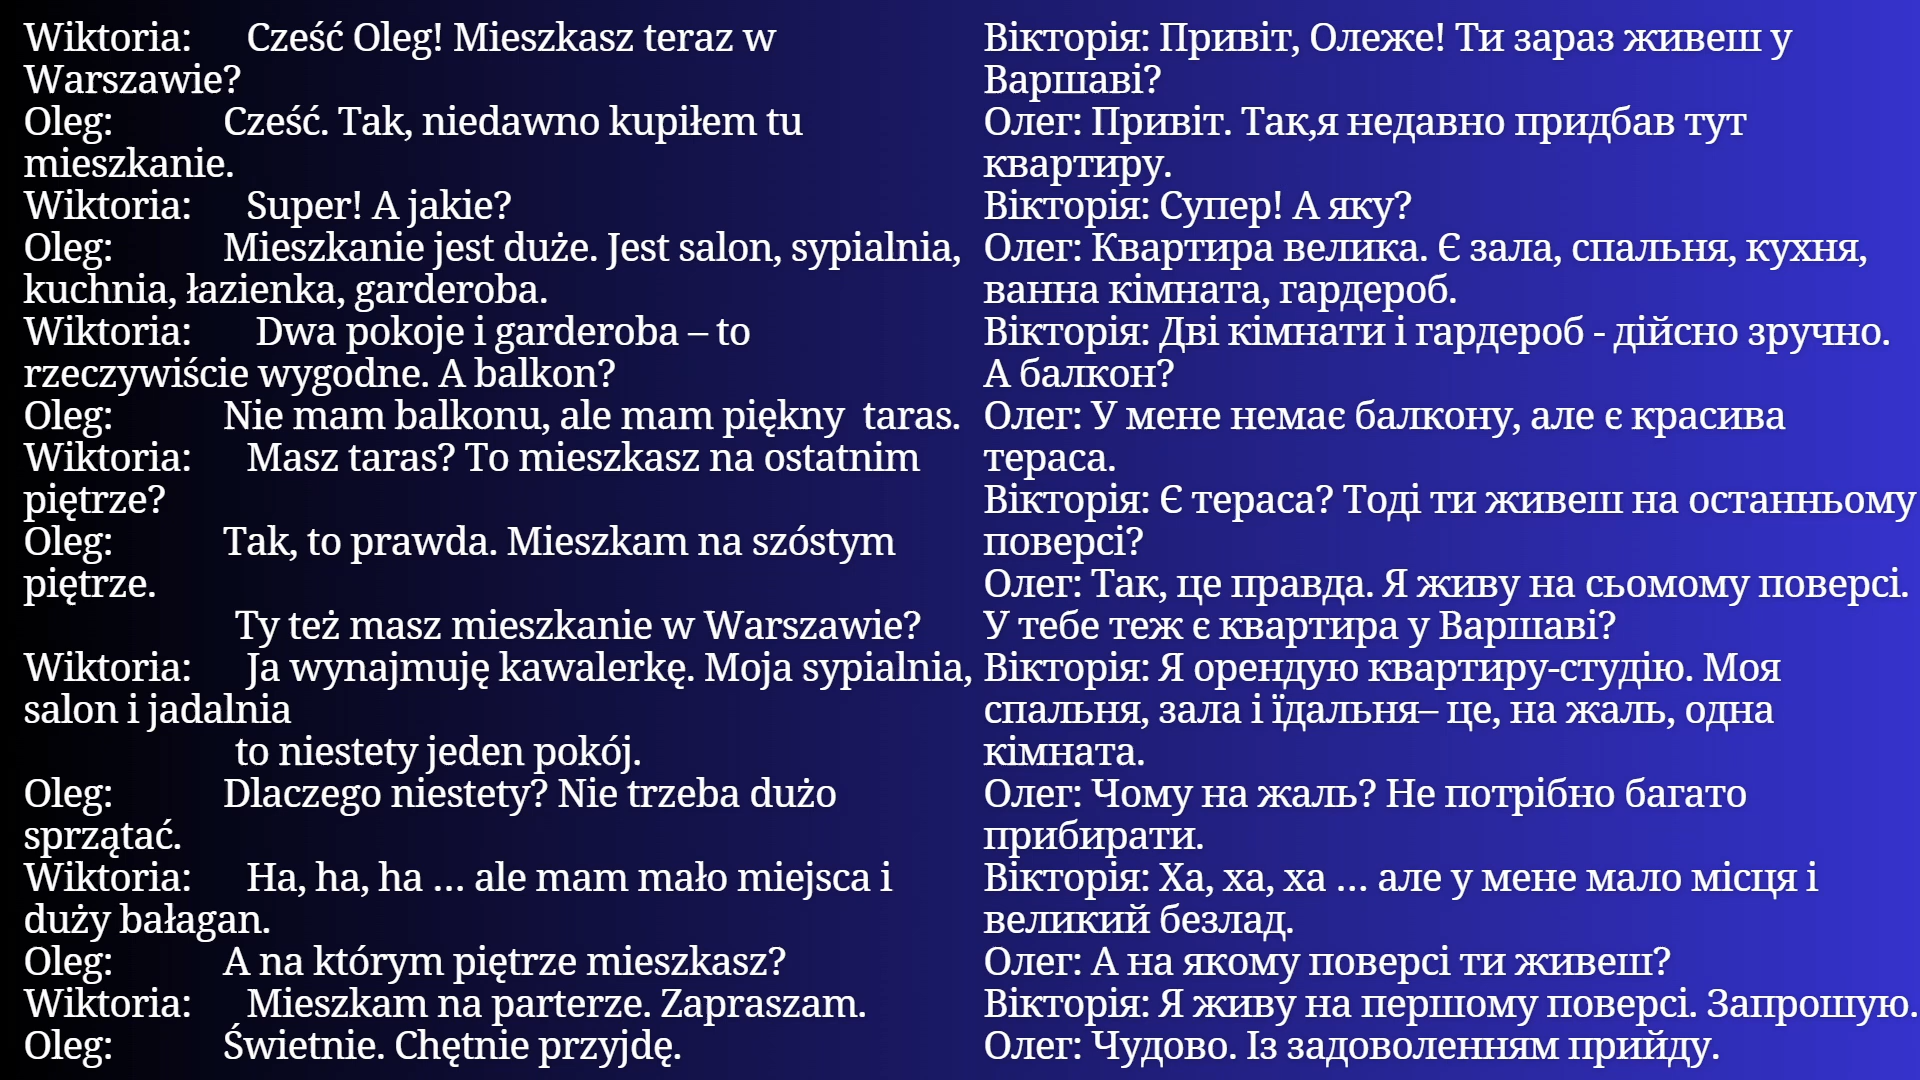 Wiktoria: Cześć Oleg! Mieszkasz teraz w
Warszawie?
Oleg: Cześć. Tak, niedawno kupiłem tu
mieszkanie.
Wiktoria: Super! A jakie?
Oleg: Mieszkanie jest duże. Jest salon, sypialnia,
kuchnia, łazienka, garderoba.
Wiktoria: Dwa pokoje i garderoba – to
rzeczywiście wygodne. A balkon?
Oleg: Nie mam balkonu, ale mam piękny taras.
Wiktoria: Masz taras? To mieszkasz na ostatnim
piętrze?
Oleg: Tak, to prawda. Mieszkam na szóstym
piętrze.
Ty też masz mieszkanie w Warszawie?
Wiktoria: Ja wynajmuję kawalerkę. Moja sypialnia,
salon i jadalnia
to niestety jeden pokój.
Oleg: Dlaczego niestety? Nie trzeba dużo
sprzątać.
Wiktoria: Ha, ha, ha … ale mam mało miejsca i
duży bałagan.
Oleg: A na którym piętrze mieszkasz?
Wiktoria: Mieszkam na parterze. Zapraszam.
Oleg: Świetnie. Chętnie przyjdę.
Вікторія: Привіт, Олеже! Ти зараз живеш у
Варшаві?
Олег: Привіт. Так,я недавно придбав тут
квартиру.
Вікторія: Супер! А яку?
Олег: Квартира велика. Є зала, спальня, кухня,
ванна кімната, гардероб.
Вікторія: Дві кімнати і гардероб - дійсно зручно.
А балкон?
Олег: У мене немає балкону, але є красива
тераса.
Вікторія: Є тераса? Тоді ти живеш на останньому
поверсі?
Олег: Так, це правда. Я живу на сьомому поверсі.
У тебе теж є квартира у Варшаві?
Вікторія: Я орендую квартиру-студію. Моя
спальня, зала і їдальня– це, на жаль, одна
кімната.
Олег: Чому на жаль? Не потрібно багато
прибирати.
Вікторія: Ха, ха, ха … але у мене мало місця і
великий безлад.
Олег: А на якому поверсі ти живеш?
Вікторія: Я живу на першому поверсі. Запрошую.
Олег: Чудово. Із задоволенням прийду.